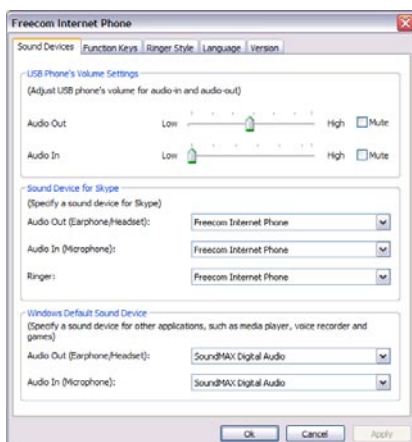 Freecom Internet Phone
Sound Devices Function Keys Ringer Style Language Version
USB Phone's Volume Settings
(Adjust USB phone's volume for audio-in and audio-out)
Audio Out Low High Mute
Audio In Low High Mute
Sound Device for Skype
(Specify a sound device for Skype)
Audio Out (Earphone/Headset): Freecom Internet Phone
Audio In (Microphone): Freecom Internet Phone
Ringer: Freecom Internet Phone
Windows Default Sound Device
(Specify a sound device for other applications, such as media player, voice recorder and
games)
Audio Out (Earphone/Headset): SoundMAX Digital Audio
Audio In (Microphone): SoundMAX Digital Audio
Ok Cancel Apply